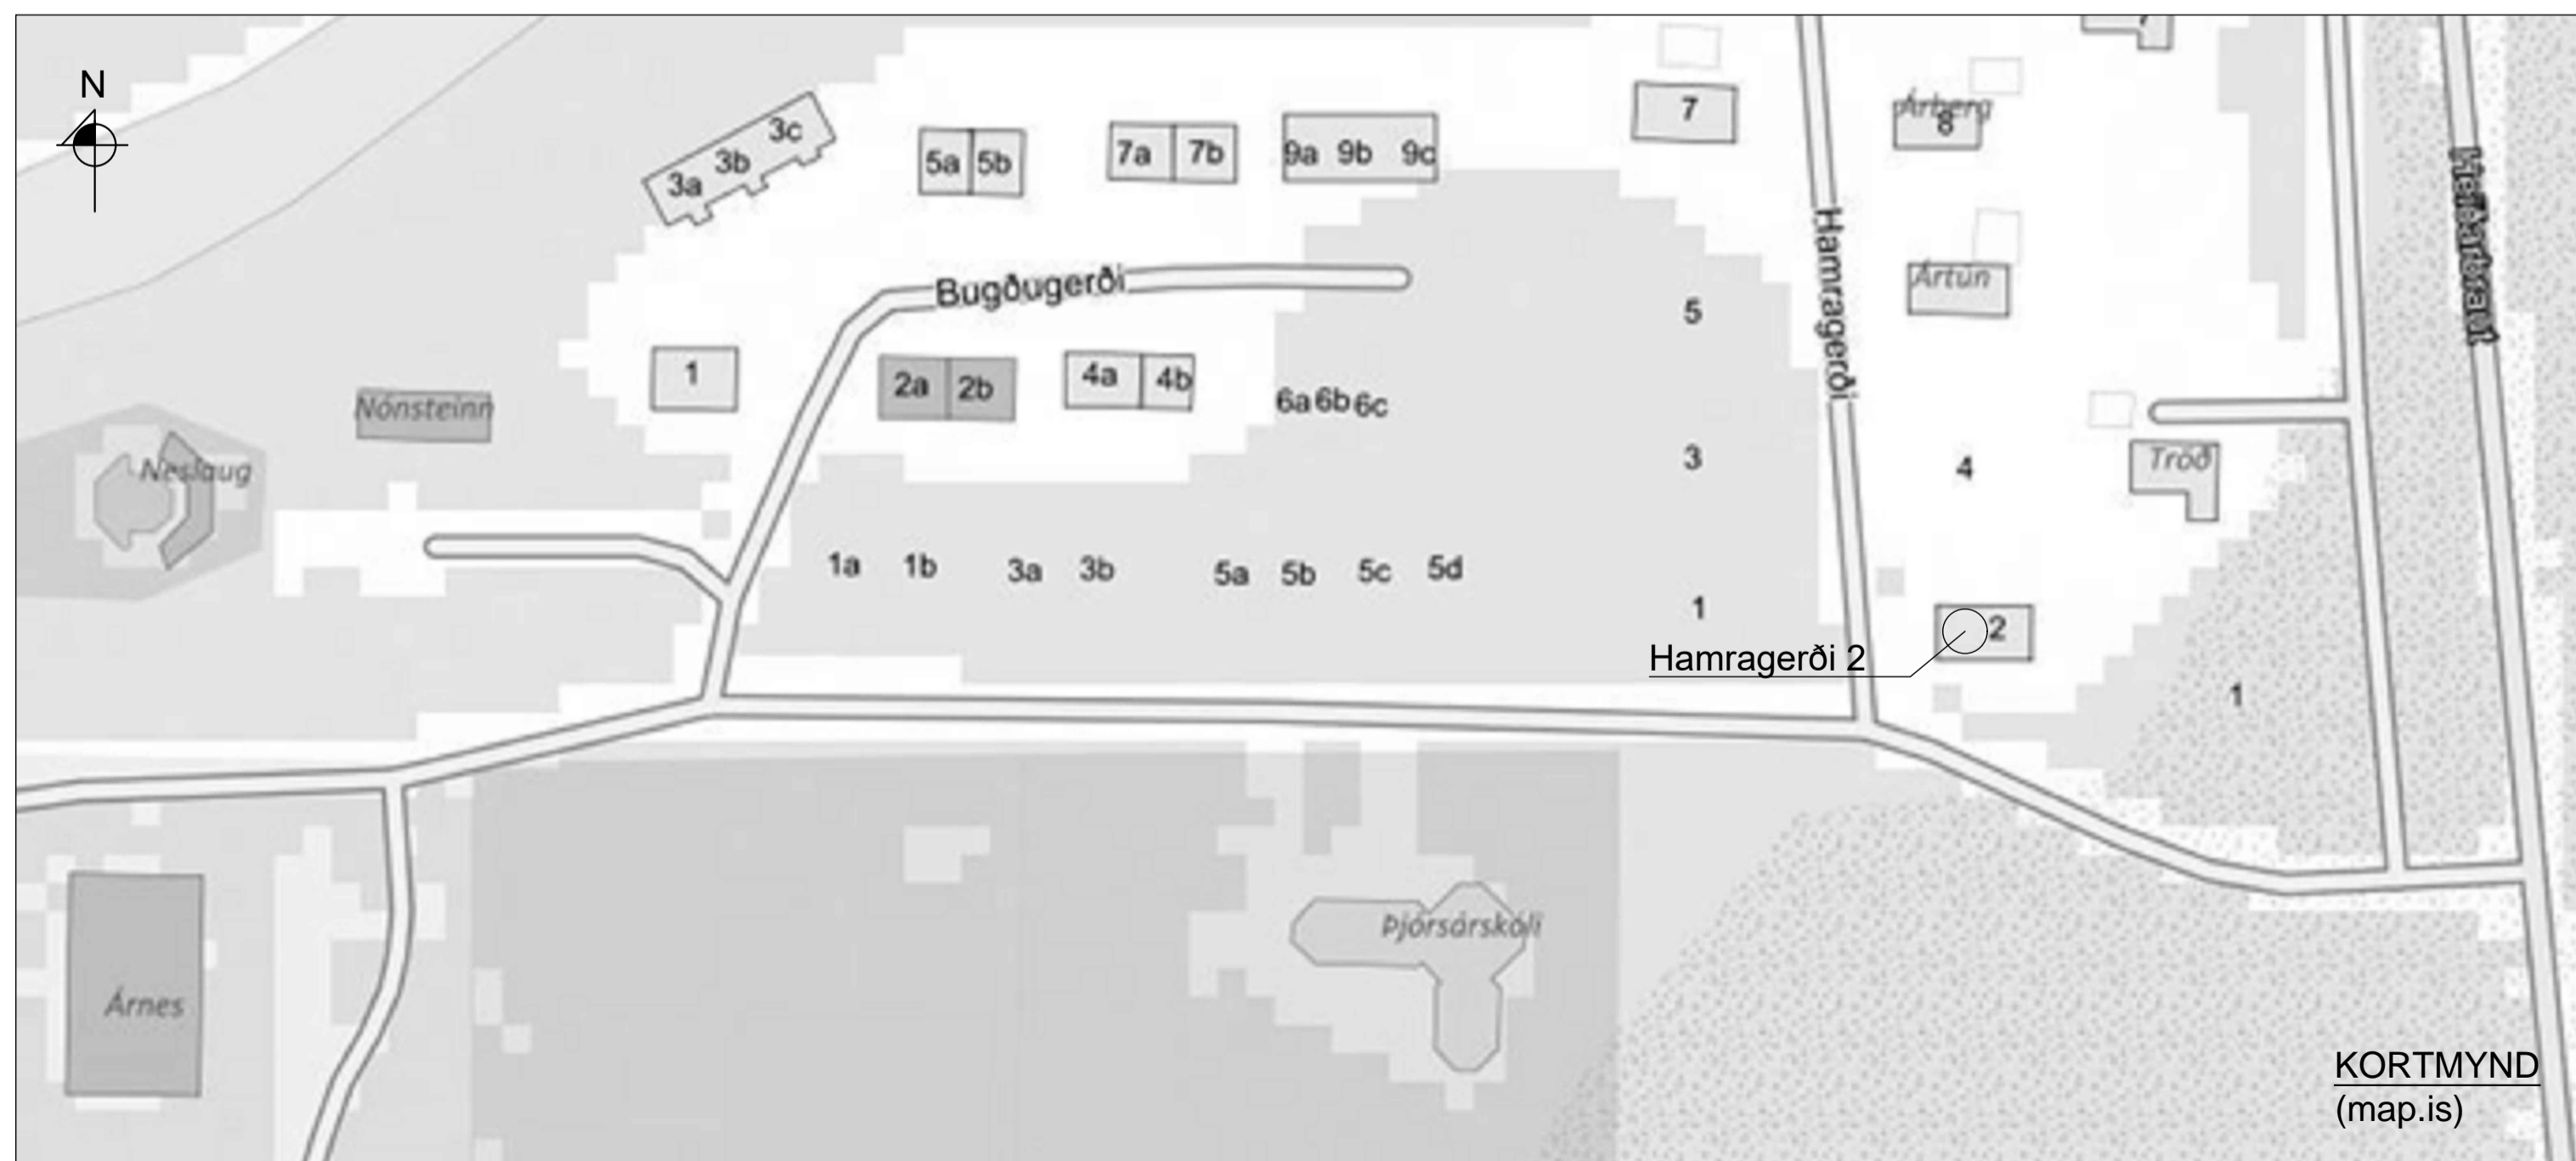 N
7
3c
3b
3a
5a 5b
7a 7b
9a 9b 9c
Árberg
8
Hamragerði
Heiðarbraut
Ártún
Bugðugerði
5
1
2a 2b
4a 4b
6a 6b 6c
Nónsteinn
Neslaug
3
4
Tröð
1a 1b 3a 3b 5a 5b 5c 5d
1
2
Hamragerði 2
1
Þjórsárskóli
Árnes
KORTMYND
(map.is)